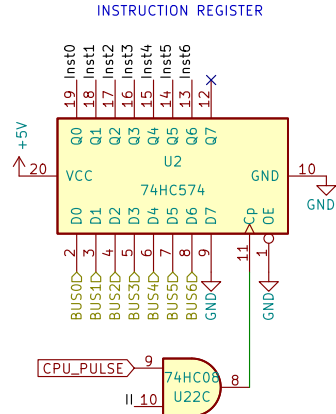 INSTRUCTION REGISTER
Inst0 Inst1 Inst2 Inst3 Inst4 Inst5 Inst6
19 18 17 16 15 14 13 12
Q0 Q1 Q2 Q3 Q4 Q5 Q6 Q7
+5V
20 VCC
U2
74HC574
GND 10
GND
D0 D1 D2 D3 D4 D5 D6 D7 Cp OE
2 3 4 5 6 7 8 9 11 1
BUS0 BUS1 BUS2 BUS3 BUS4 BUS5 BUS6 GND GND
CPU_PULSE 9
74HC08
8
II 10
U22C